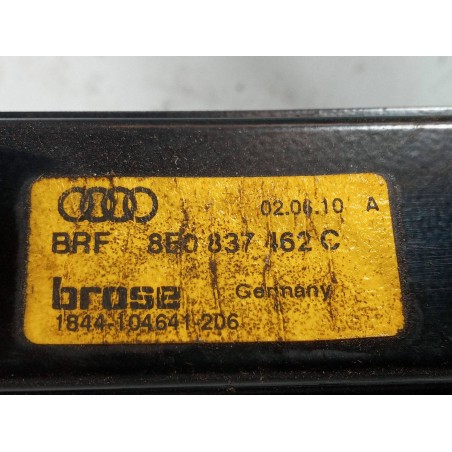 02.06.10 A
BRF 8E0 837 462 C
brose Germany
1844-104641-206